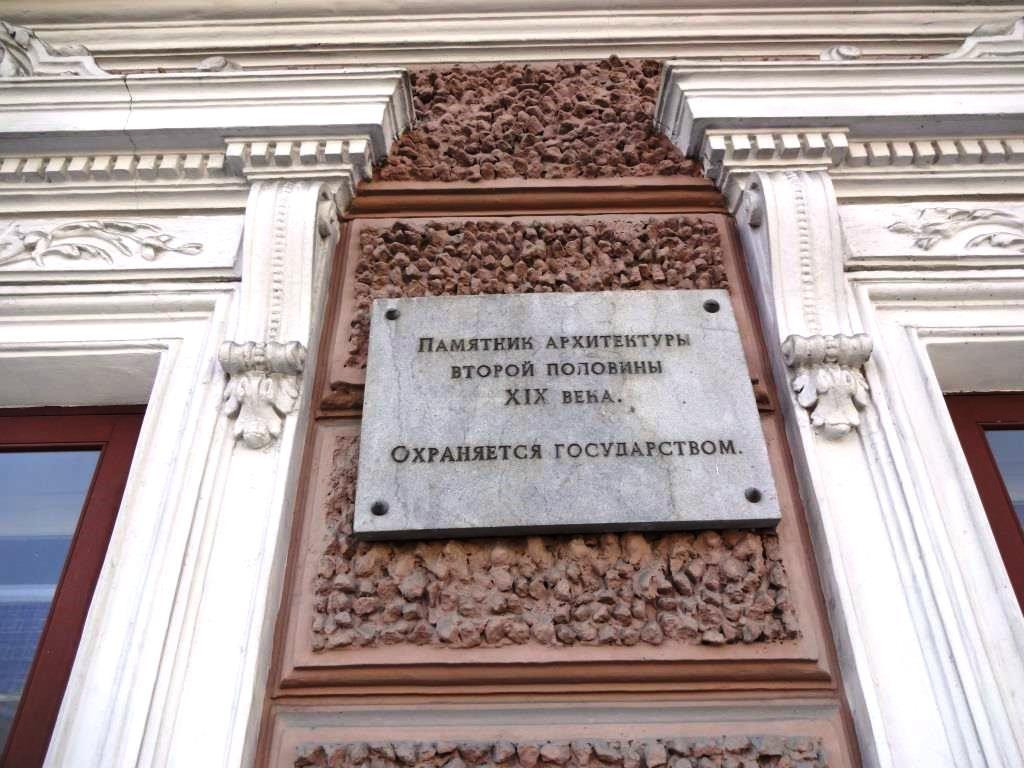 Памятник архитектуры
второй половины
XIX века.
Охраняется государством.